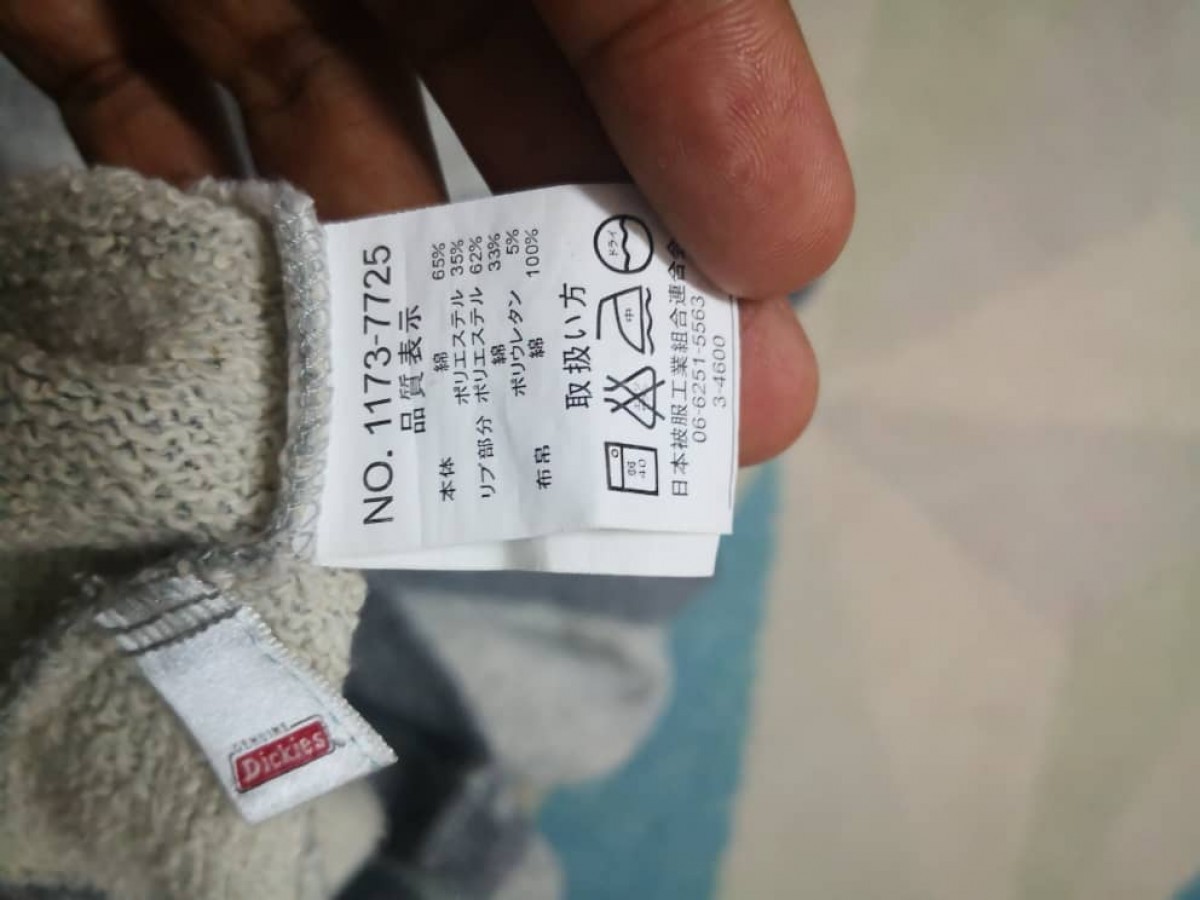 NO. 1173-7725
品質表示
本体 綿 65%
ポリエステル 35%
リブ部分 ポリエステル 62%
綿 33%
ポリウレタン 5%
布帛 綿 100%
取扱い方
弱 40
中
ドライ
日本被服工業組合連合会
06-6251-5563
3-4600
GENUINE
Dickies